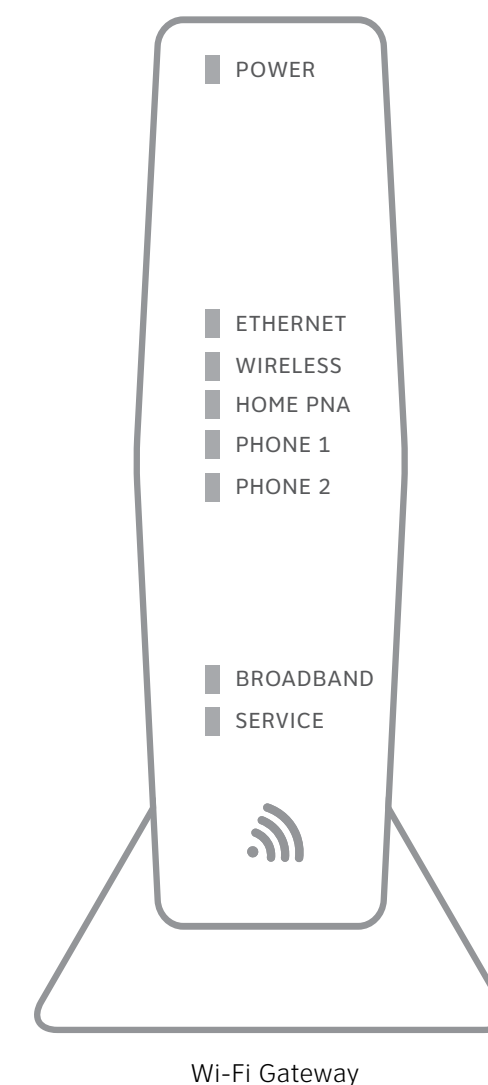 POWER
ETHERNET
WIRELESS
HOME PNA
PHONE 1
PHONE 2
BROADBAND
SERVICE
Wi-Fi Gateway